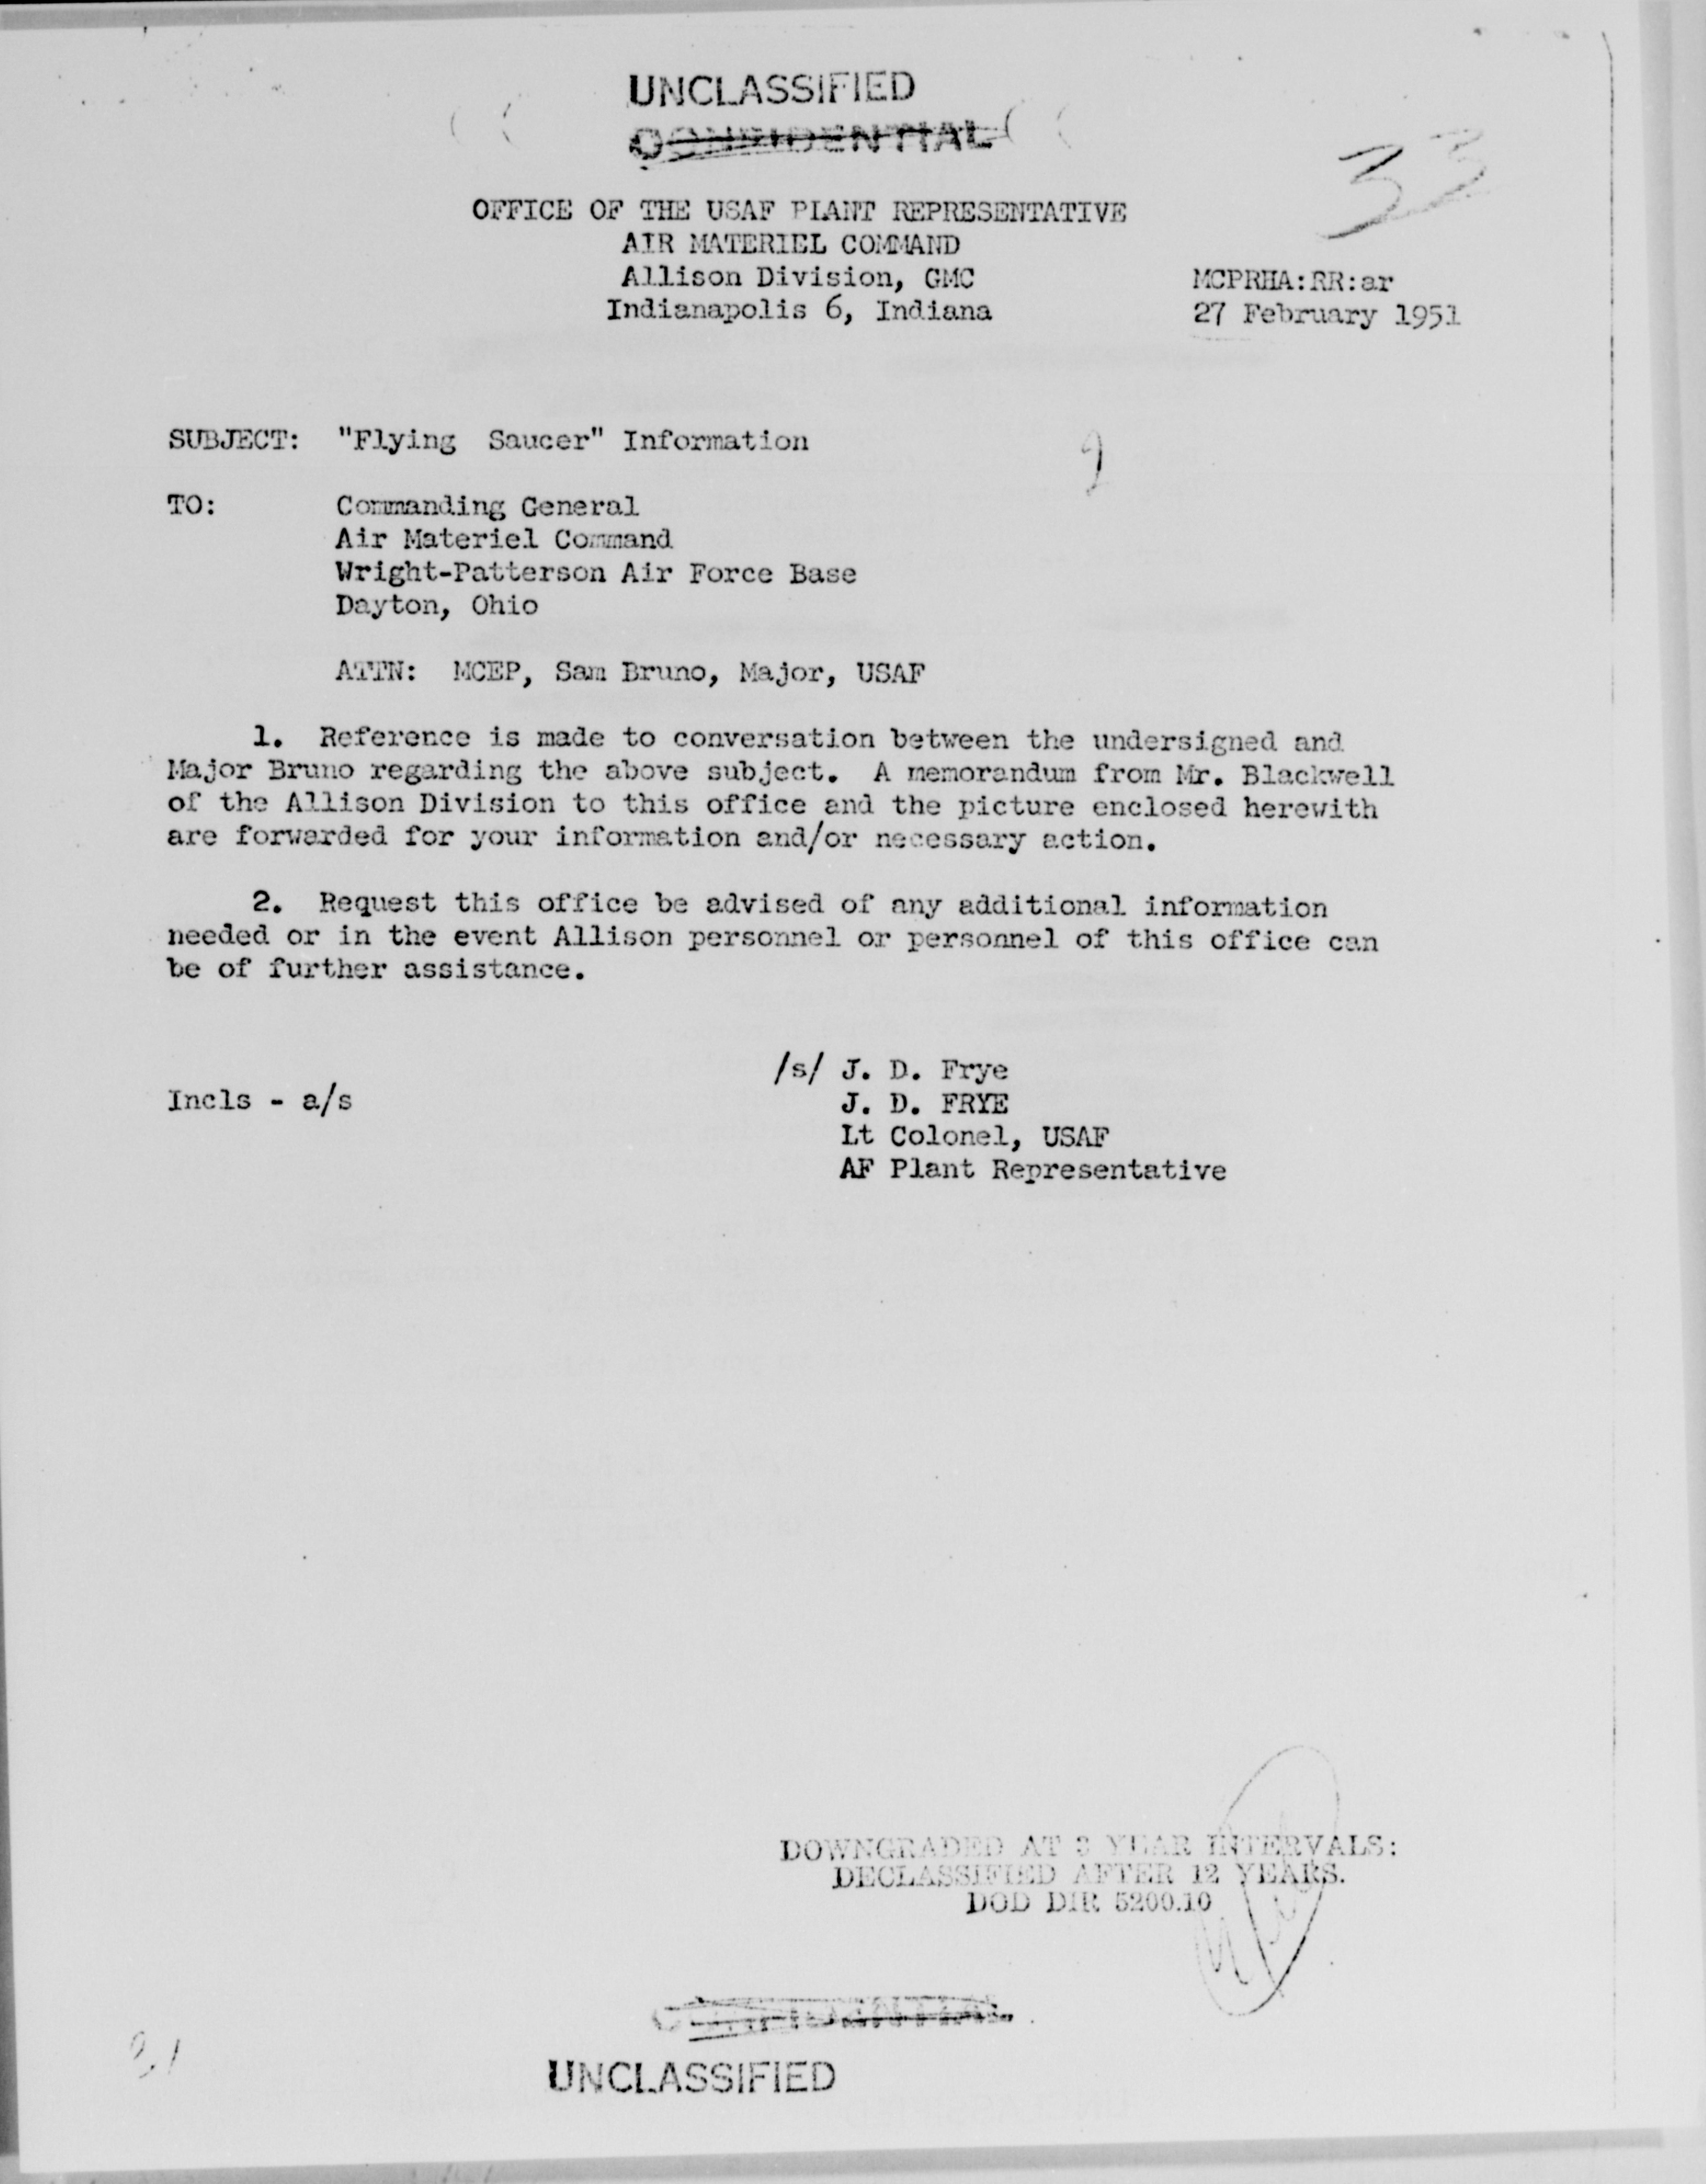 UNCLASSIFIED
CONFIDENTIAL
33
OFFICE OF THE USAF PLANT REPRESENTATIVE
AIR MATERIEL COMMAND
Allison Division, GMC
Indianapolis 6, Indiana
MCPRHA:RR:ar
27 February 1951
SUBJECT: "Flying Saucer" Information
TO: Commanding General
Air Materiel Command
Wright-Patterson Air Force Base
Dayton, Ohio
ATTN: MCEP, Sam Bruno, Major, USAF
1. Reference is made to conversation between the undersigned and
Major Bruno regarding the above subject. A memorandum from Mr. Blackwell
of the Allison Division to this office and the picture enclosed herewith
are forwarded for your information and/or necessary action.
2. Request this office be advised of any additional information
needed or in the event Allison personnel or personnel of this office can
be of further assistance.
/s/ J. D. Frye
Incls - a/s
J. D. FRYE
Lt Colonel, USAF
AF Plant Representative
DOWNGRADED AT 3 YEAR INTERVALS:
DECLASSIFIED AFTER 12 YEARS.
DOD DIR 5200.10
CONFIDENTIAL
UNCLASSIFIED